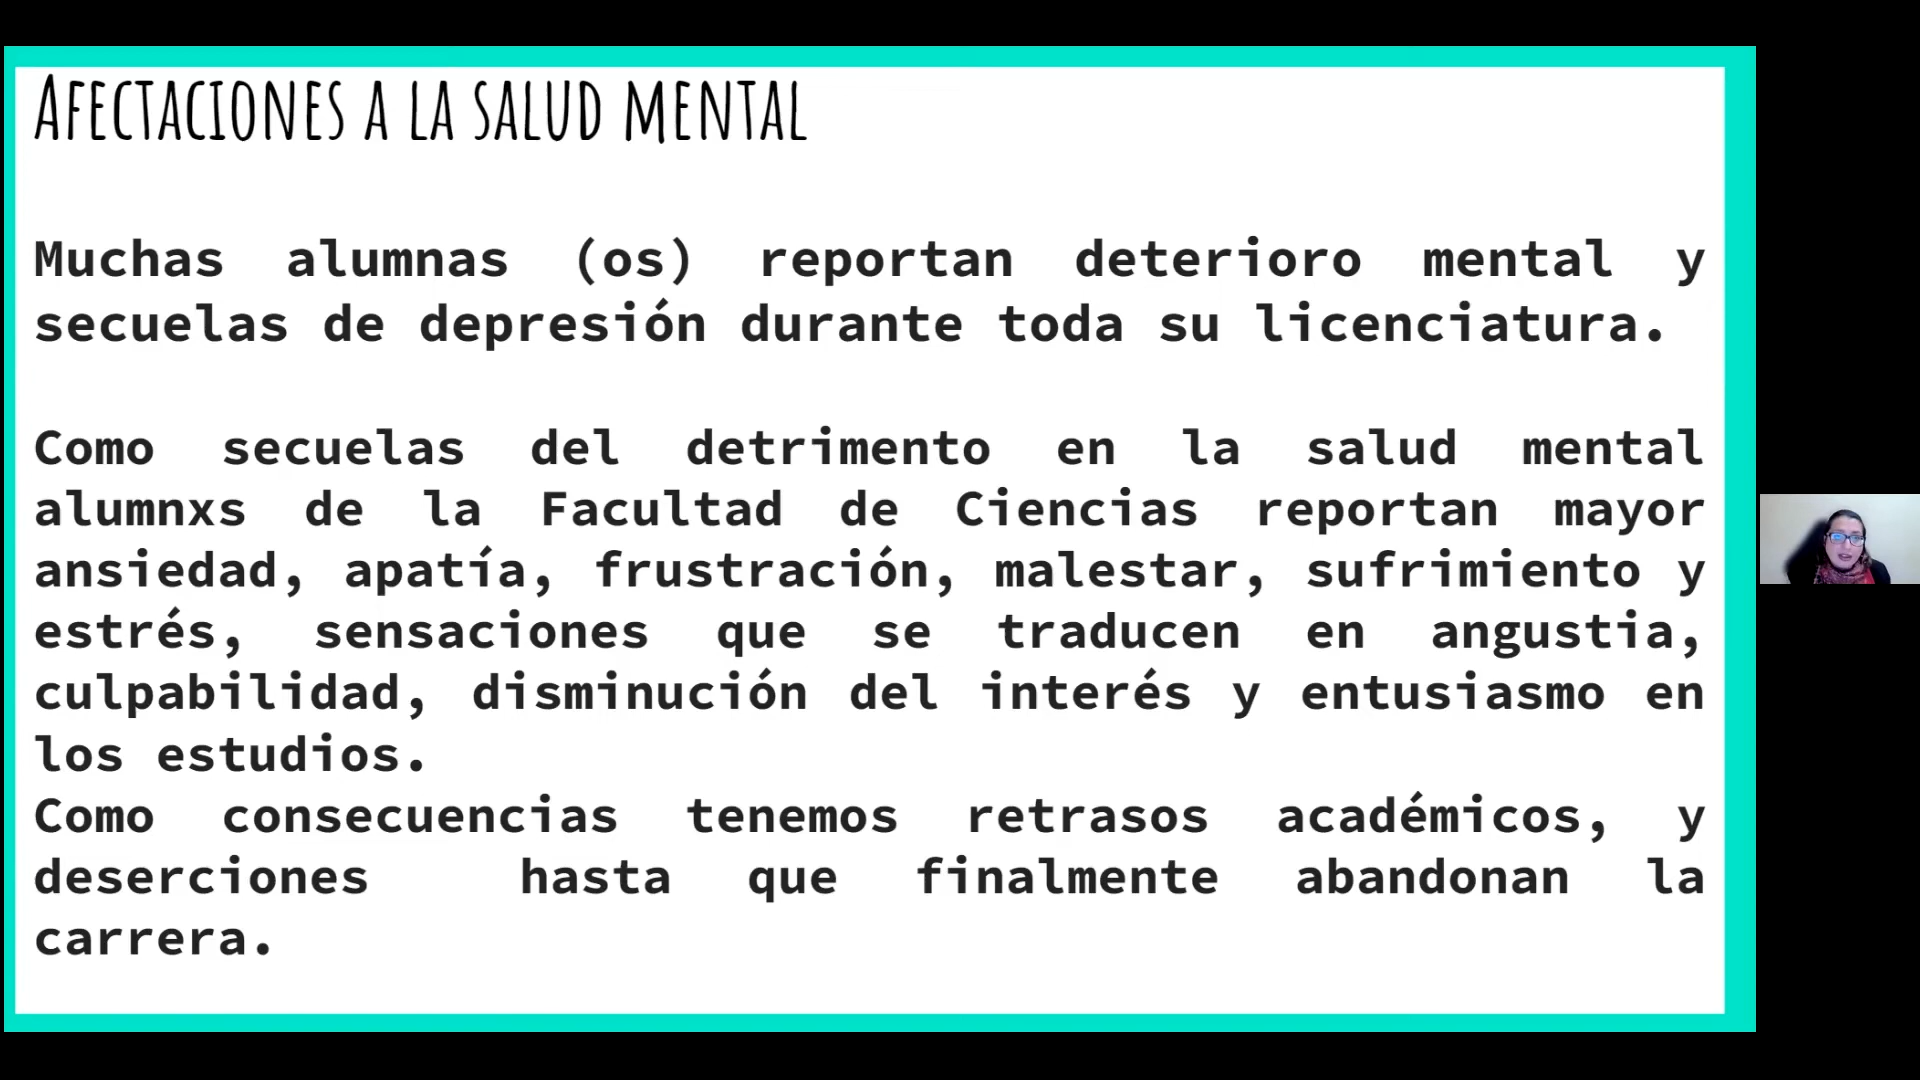 AFECTACIONES A LA SALUD MENTAL
Muchas alumnas (os) reportan deterioro mental y
secuelas de depresión durante toda su licenciatura.
Como secuelas del detrimento en la salud mental
alumnxs de la Facultad de Ciencias reportan mayor
ansiedad, apatía, frustración, malestar, sufrimiento y
estrés, sensaciones que se traducen en angustia,
culpabilidad, disminución del interés y entusiasmo en
los estudios.
Como consecuencias tenemos retrasos académicos, y
deserciones hasta que finalmente abandonan la
carrera.